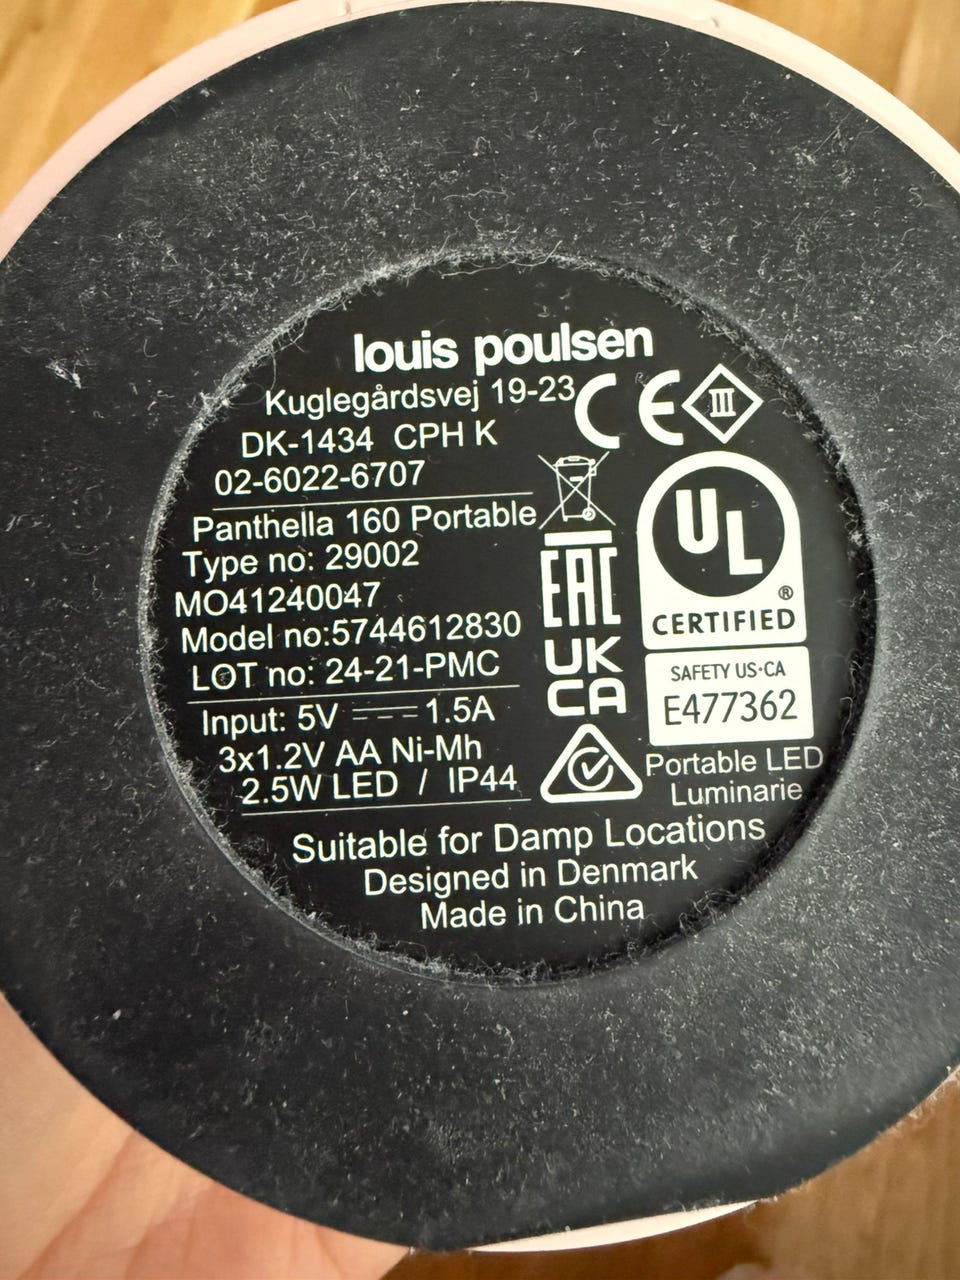 louis poulsen
Kuglegårdsvej 19-23
DK-1434 CPH K
02-6022-6707
CE
III
Panthella 160 Portable
Type no: 29002
MO41240047
Model no:5744612830
LOT no: 24-21-PMC
EAC
UK
CA
UL
®
CERTIFIED
SAFETY US·CA
E477362
Portable LED
Luminarie
Input: 5V ⎓ 1.5A
3x1.2V AA Ni-Mh
2.5W LED / IP44
Suitable for Damp Locations
Designed in Denmark
Made in China